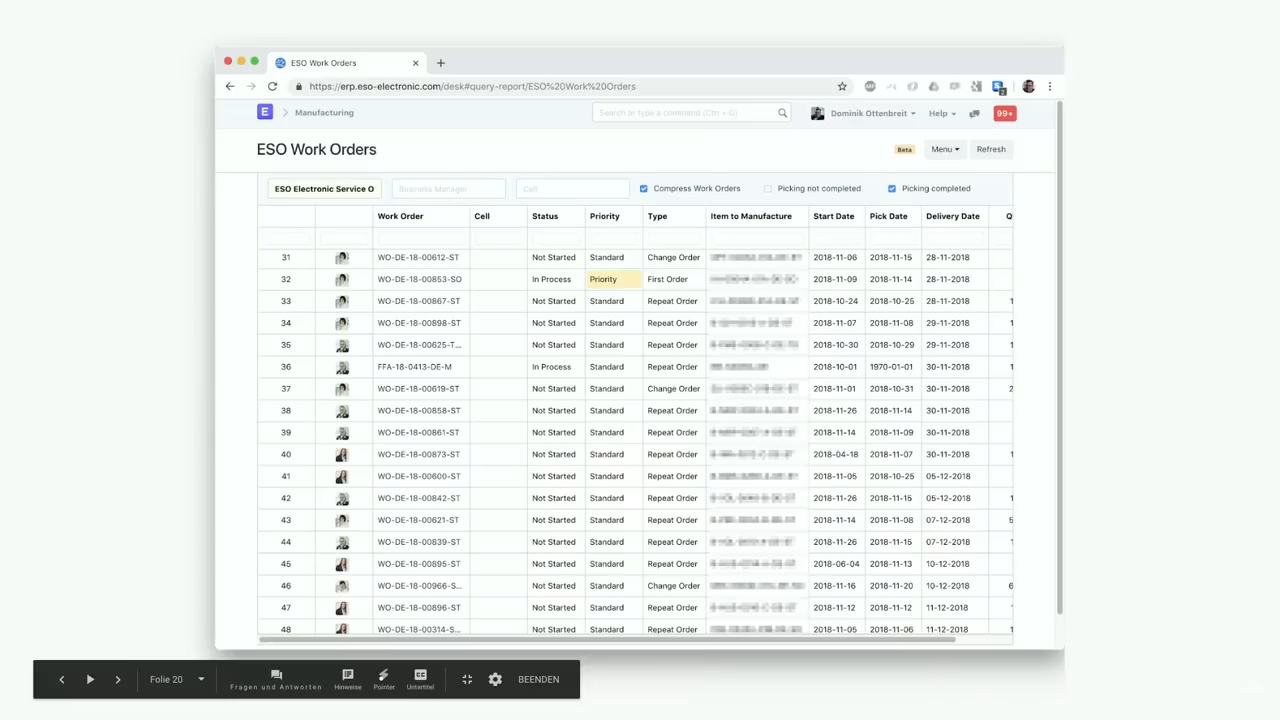 ESO Work Orders
https://erp.eso-electronic.com/desk#query-report/ESO%20Work%20Orders
E Manufacturing Search or type a command (Ctrl + G) Dominik Ottenbreit Help 99+
ESO Work Orders Beta Menu Refresh
ESO Electronic Service O Business Manager Cell Compress Work Orders Picking not completed Picking completed
Work Order Cell Status Priority Type Item to Manufacture Start Date Pick Date Delivery Date Q
31 WO-DE-18-00612-ST Not Started Standard Change Order 2018-11-06 2018-11-15 28-11-2018
32 WO-DE-18-00853-SO In Process Priority First Order 2018-11-09 2018-11-14 28-11-2018
33 WO-DE-18-00867-ST Not Started Standard Repeat Order 2018-10-24 2018-10-25 28-11-2018 1
34 WO-DE-18-00898-ST Not Started Standard Repeat Order 2018-11-07 2018-11-08 29-11-2018 1
35 WO-DE-18-00625-T... Not Started Standard Repeat Order 2018-10-30 2018-10-29 29-11-2018 1
36 FFA-18-0413-DE-M In Process Standard Repeat Order 2018-10-01 1970-01-01 30-11-2018 1
37 WO-DE-18-00619-ST Not Started Standard Change Order 2018-11-01 2018-10-31 30-11-2018 2
38 WO-DE-18-00858-ST Not Started Standard Repeat Order 2018-11-26 2018-11-14 30-11-2018
39 WO-DE-18-00861-ST Not Started Standard Repeat Order 2018-11-14 2018-11-09 30-11-2018
40 WO-DE-18-00873-ST Not Started Standard Repeat Order 2018-04-18 2018-11-07 30-11-2018 1
41 WO-DE-18-00600-ST Not Started Standard Repeat Order 2018-11-05 2018-10-25 05-12-2018 1
42 WO-DE-18-00842-ST Not Started Standard Repeat Order 2018-11-26 2018-11-15 05-12-2018
43 WO-DE-18-00621-ST Not Started Standard Repeat Order 2018-11-14 2018-11-08 07-12-2018 5
44 WO-DE-18-00839-ST Not Started Standard Repeat Order 2018-11-26 2018-11-15 07-12-2018
45 WO-DE-18-00895-ST Not Started Standard Repeat Order 2018-06-04 2018-11-13 10-12-2018
46 WO-DE-18-00966-S... Not Started Standard Change Order 2018-11-16 2018-11-20 10-12-2018 6
47 WO-DE-18-00896-ST Not Started Standard Repeat Order 2018-11-12 2018-11-12 11-12-2018
48 WO-DE-18-00314-S... Not Started Standard Repeat Order 2018-11-05 2018-11-06 11-12-2018
Folie 20 Fragen und Antworten Hinweise Pointer Untertitel BEENDEN